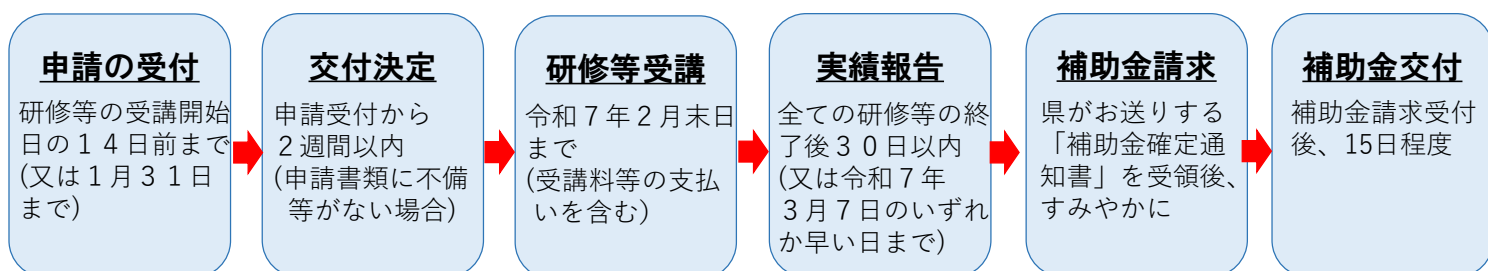 申請の受付
研修等の受講開始
日の１４日前まで
(又は１月３１日
まで)
交付決定
申請受付から
２週間以内
(申請書類に不備
等がない場合)
研修等受講
令和７年２月末日
まで
(受講料等の支払
いを含む)
実績報告
全ての研修等の終
了後３０日以内
(又は令和７年
３月７日のいずれ
か早い日まで)
補助金請求
県がお送りする
「補助金確定通
知書」を受領後、
すみやかに
補助金交付
補助金請求受付
後、15日程度